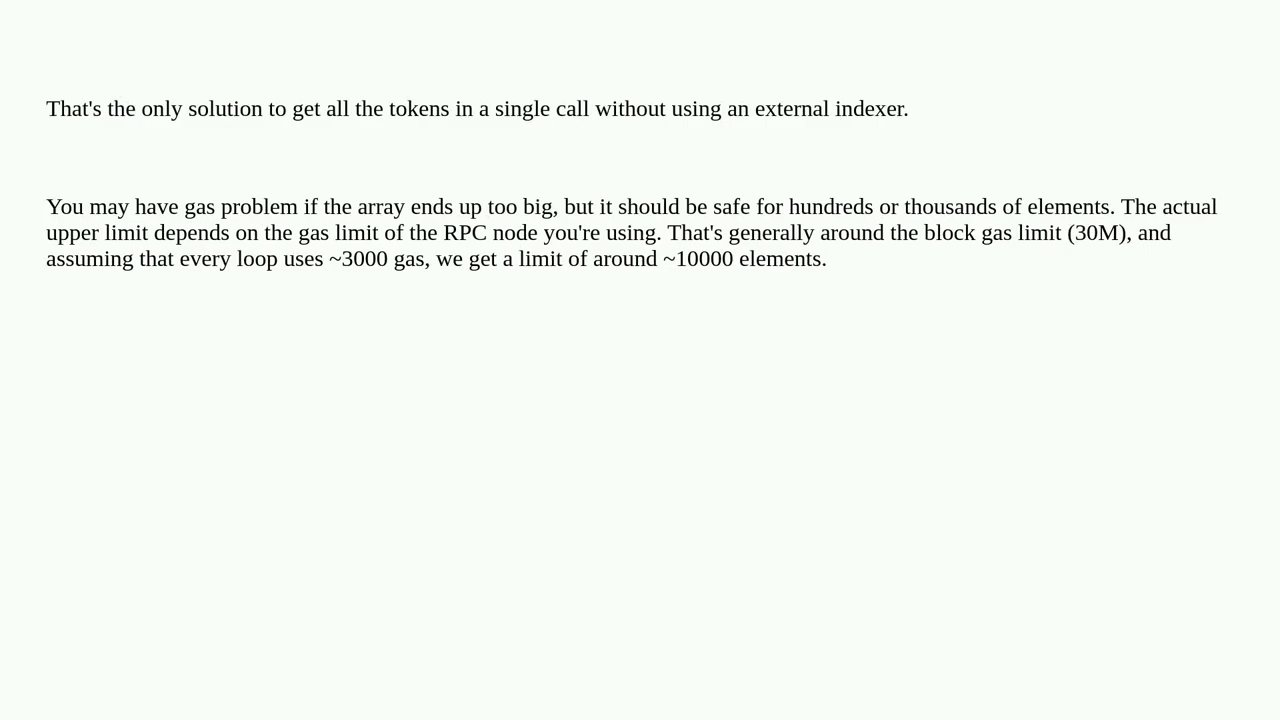 That's the only solution to get all the tokens in a single call without using an external indexer.
You may have gas problem if the array ends up too big, but it should be safe for hundreds or thousands of elements. The actual
upper limit depends on the gas limit of the RPC node you're using. That's generally around the block gas limit (30M), and
assuming that every loop uses ~3000 gas, we get a limit of around ~10000 elements.